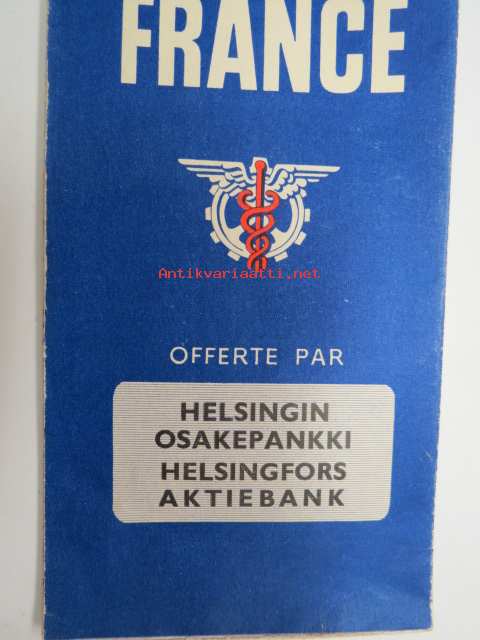 FRANCE
Antikvariaatti.net
OFFERTE PAR
HELSINGIN
OSAKEPANKKI
HELSINGFORS
AKTIEBANK